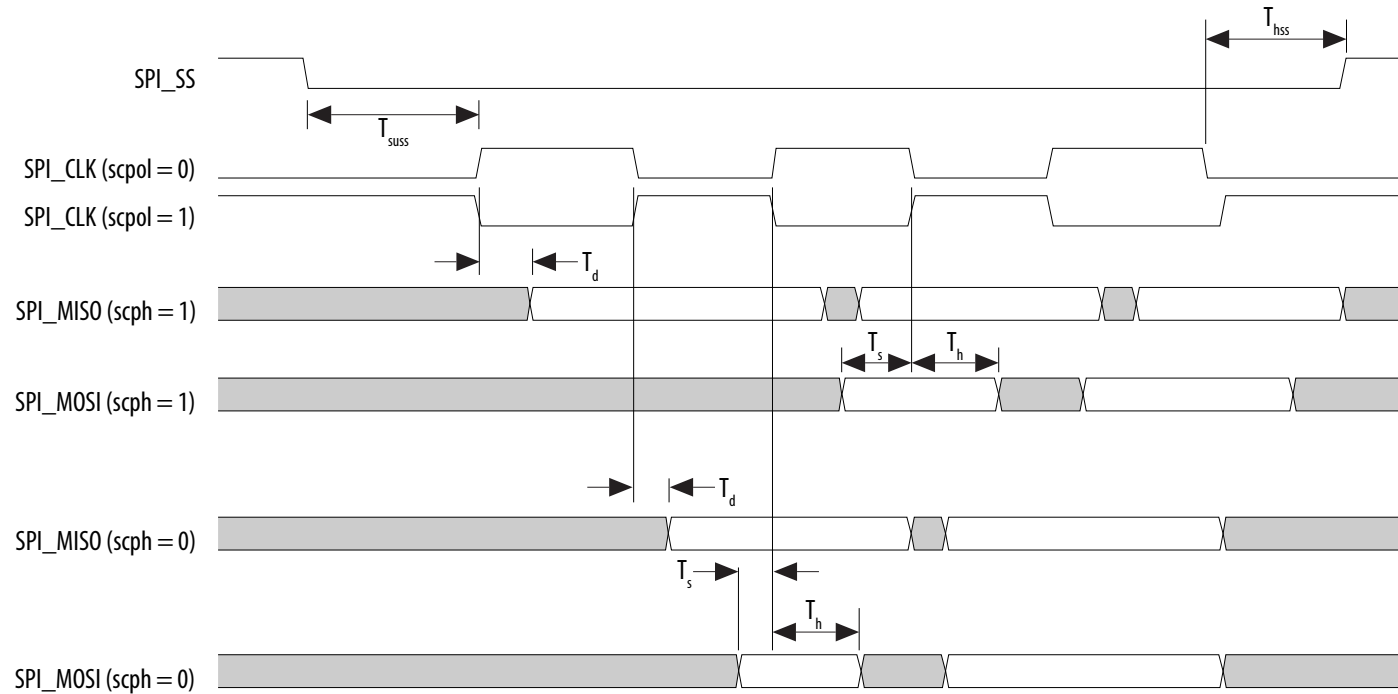 T_hss
SPI_SS
T_suss
SPI_CLK (scpol = 0)
SPI_CLK (scpol = 1)
T_d
SPI_MISO (scph = 1)
T_s T_h
SPI_MOSI (scph = 1)
T_d
SPI_MISO (scph = 0)
T_s
T_h
SPI_MOSI (scph = 0)